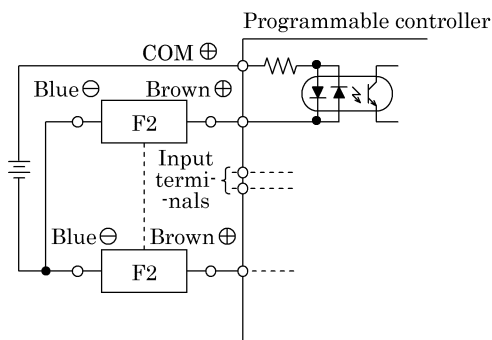 Programmable controller
COM ⊕
Blue ⊖
Brown ⊕
F2
Input
termi-
-nals
Blue ⊖
Brown ⊕
F2